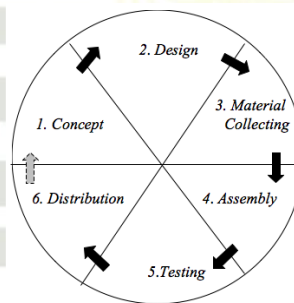 1. Concept
2. Design
3. Material
Collecting
4. Assembly
5.Testing
6. Distribution